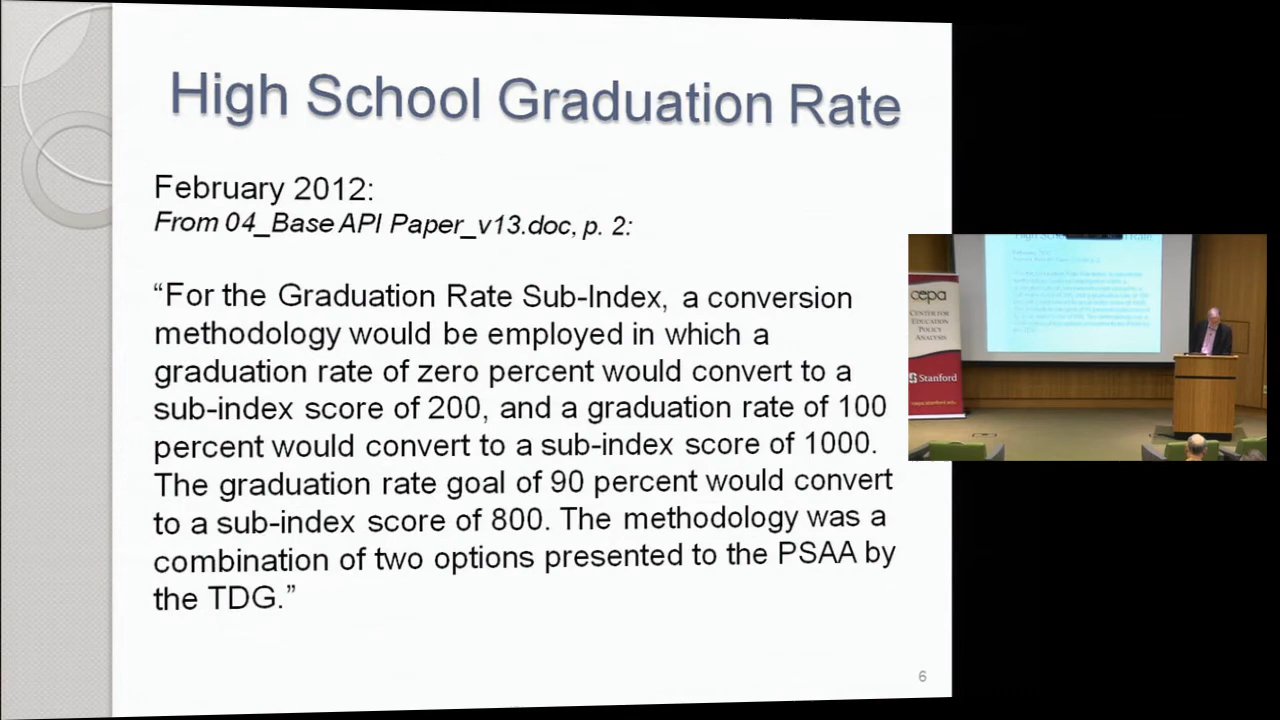 High School Graduation Rate
February 2012:
From 04_Base API Paper_v13.doc, p. 2:
“For the Graduation Rate Sub-Index, a conversion
methodology would be employed in which a
graduation rate of zero percent would convert to a
sub-index score of 200, and a graduation rate of 100
percent would convert to a sub-index score of 1000.
The graduation rate goal of 90 percent would convert
to a sub-index score of 800. The methodology was a
combination of two options presented to the PSAA by
the TDG.”
6
cepa
CENTER FOR
EDUCATION
POLICY
ANALYSIS
Stanford